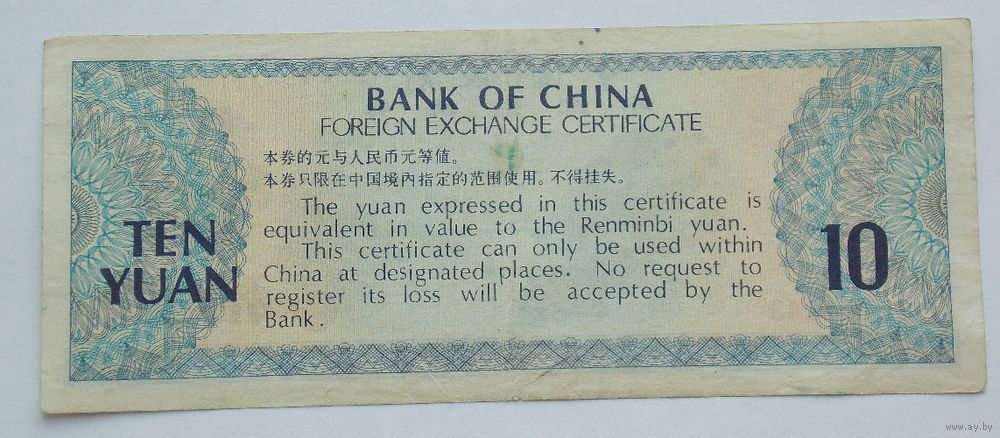 BANK OF CHINA
FOREIGN EXCHANGE CERTIFICATE
本券的元与人民币元等值。
本券只限在中国境内指定的范围使用。不得挂失。
The yuan expressed in this certificate is
equivalent in value to the Renminbi yuan.
This certificate can only be used within
China at designated places. No request to
register its loss will be accepted by the
Bank.
TEN
YUAN
10
www.ay.by